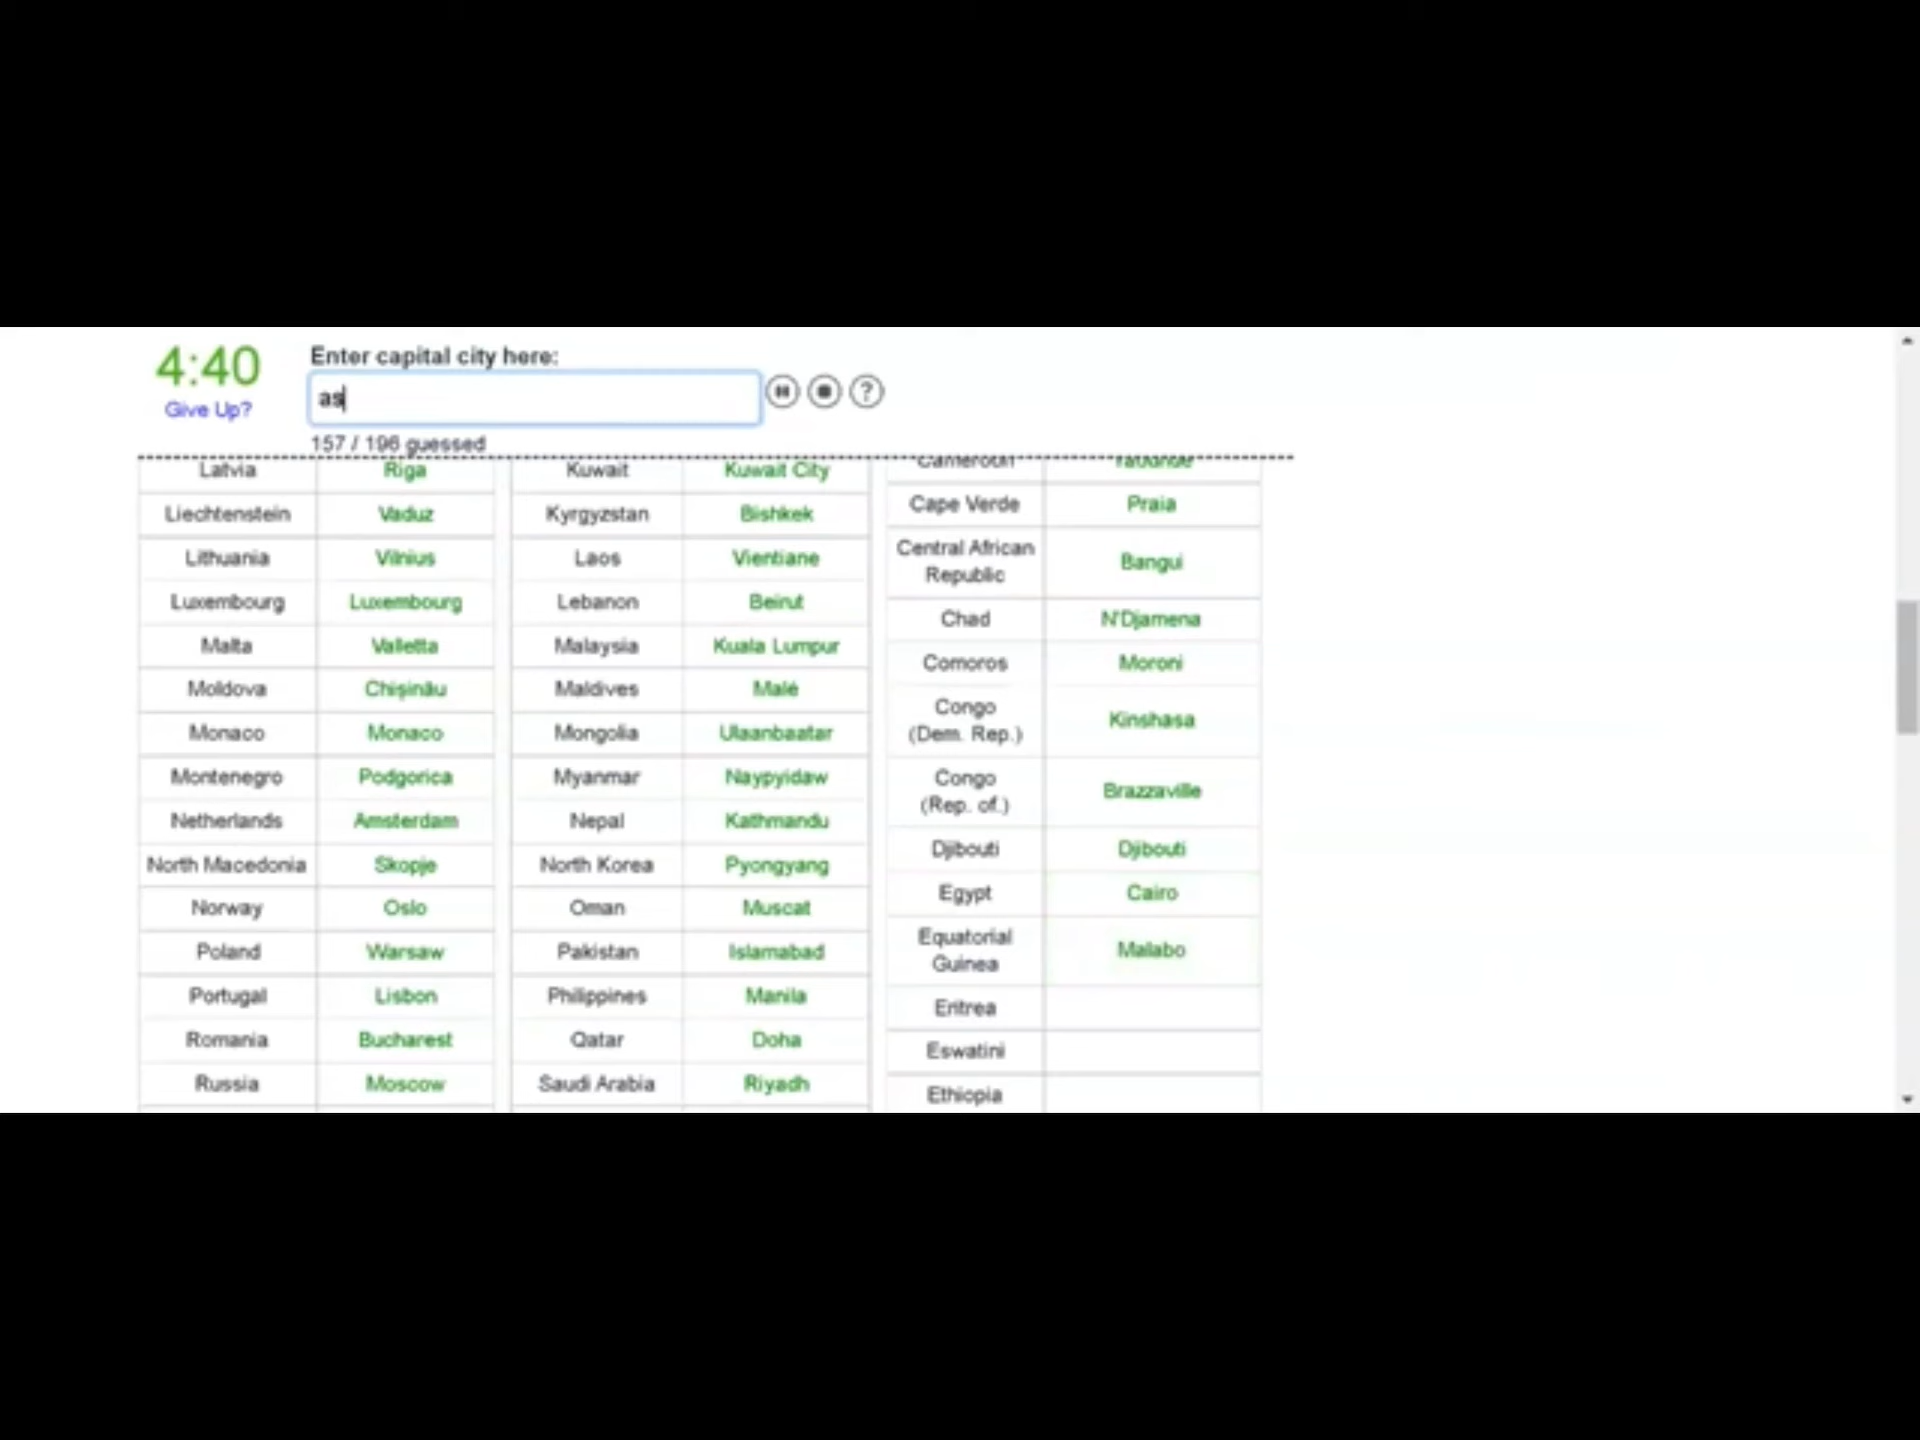 4:40
Give Up?
Enter capital city here:
as
157 / 196 guessed
Latvia Riga
Liechtenstein Vaduz
Lithuania Vilnius
Luxembourg Luxembourg
Malta Valletta
Moldova Chișinău
Monaco Monaco
Montenegro Podgorica
Netherlands Amsterdam
North Macedonia Skopje
Norway Oslo
Poland Warsaw
Portugal Lisbon
Romania Bucharest
Russia Moscow
Kuwait Kuwait City
Kyrgyzstan Bishkek
Laos Vientiane
Lebanon Beirut
Malaysia Kuala Lumpur
Maldives Malé
Mongolia Ulaanbaatar
Myanmar Naypyidaw
Nepal Kathmandu
North Korea Pyongyang
Oman Muscat
Pakistan Islamabad
Philippines Manila
Qatar Doha
Saudi Arabia Riyadh
Cameroon Yaoundé
Cape Verde Praia
Central African
Republic Bangui
Chad N'Djamena
Comoros Moroni
Congo
(Dem. Rep.) Kinshasa
Congo
(Rep. of.) Brazzaville
Djibouti Djibouti
Egypt Cairo
Equatorial
Guinea Malabo
Eritrea
Eswatini
Ethiopia